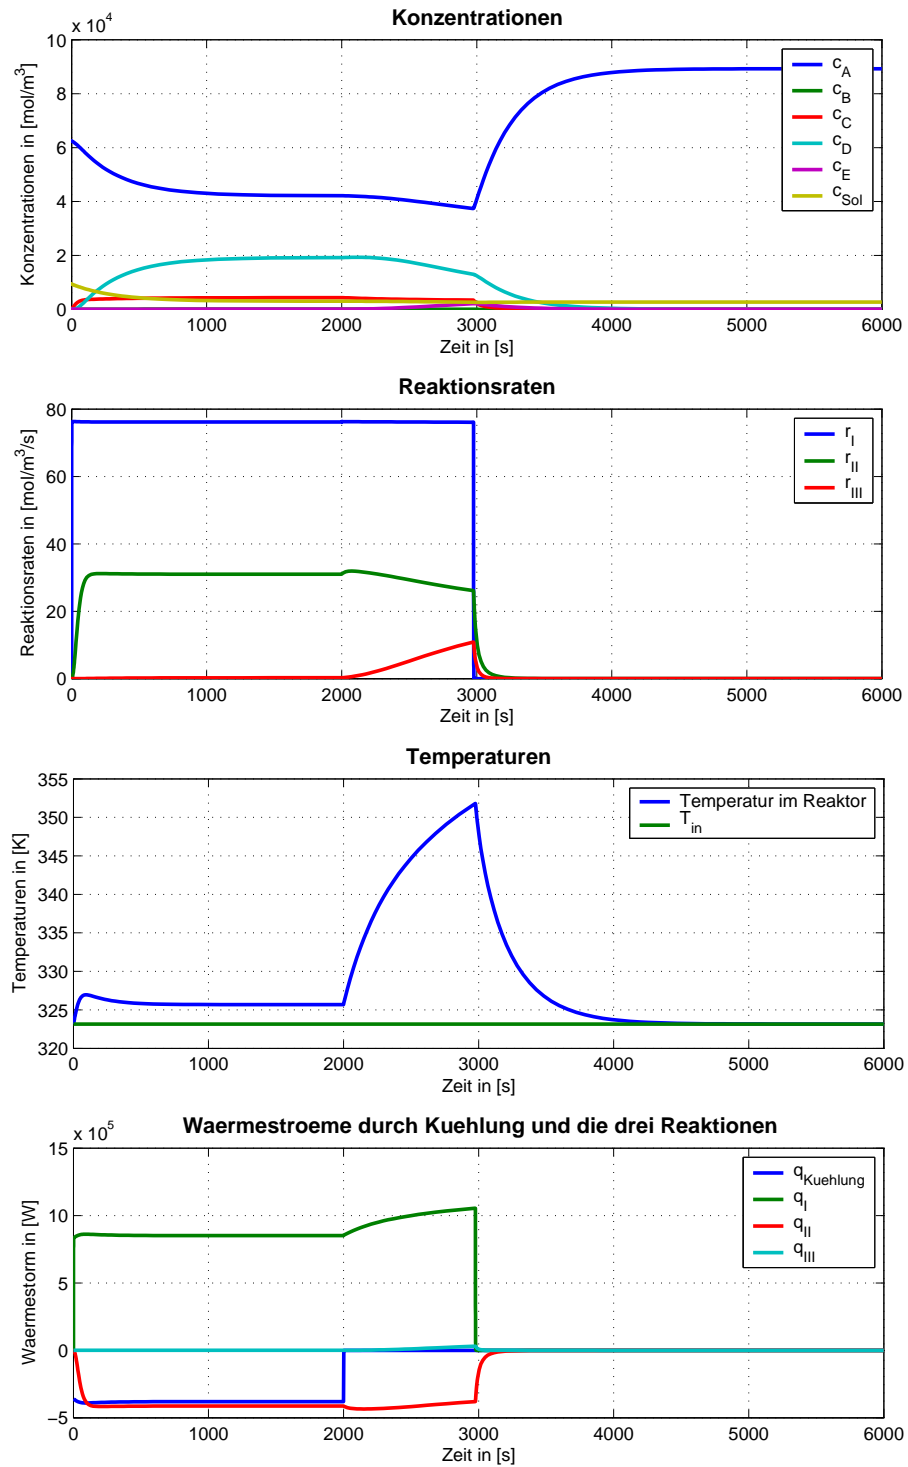 Konzentrationen
x 10^4
Konzentrationen in [mol/m^3]
10
8
6
4
2
0
c_A
c_B
c_C
c_D
c_E
c_Sol
0 1000 2000 3000 4000 5000 6000
Zeit in [s]
Reaktionsraten
Reaktionsraten in [mol/m^3/s]
80
60
40
20
0
r_I
r_II
r_III
0 1000 2000 3000 4000 5000 6000
Zeit in [s]
Temperaturen
Temperaturen in [K]
355
350
345
340
335
330
325
320
Temperatur im Reaktor
T_in
0 1000 2000 3000 4000 5000 6000
Zeit in [s]
Waermestroeme durch Kuehlung und die drei Reaktionen
x 10^5
Waermestorm in [W]
15
10
5
0
−5
q_Kuehlung
q_I
q_II
q_III
0 1000 2000 3000 4000 5000 6000
Zeit in [s]